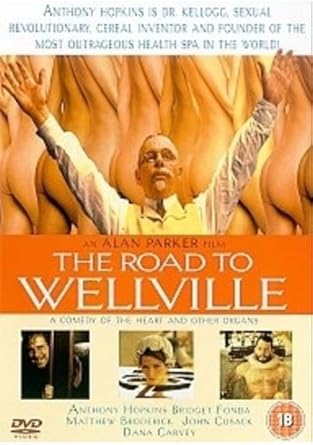 ANTHONY HOPKINS IS DR. KELLOGG, SEXUAL
REVOLUTIONARY, CEREAL INVENTOR AND FOUNDER OF THE
MOST OUTRAGEOUS HEALTH SPA IN THE WORLD!
AN ALAN PARKER FILM
THE ROAD TO
WELLVILLE
A COMEDY OF THE HEART AND OTHER ORGANS
ANTHONY HOPKINS BRIDGET FONDA
MATTHEW BRODERICK JOHN CUSACK
DANA CARVEY
DVD
VIDEO
18